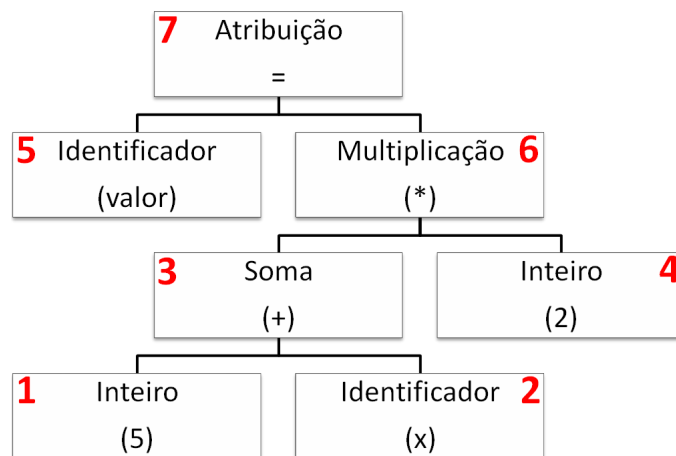 7 Atribuição
=
5 Identificador
(valor)
Multiplicação 6
(*)
3 Soma
(+)
Inteiro 4
(2)
1 Inteiro
(5)
Identificador 2
(x)